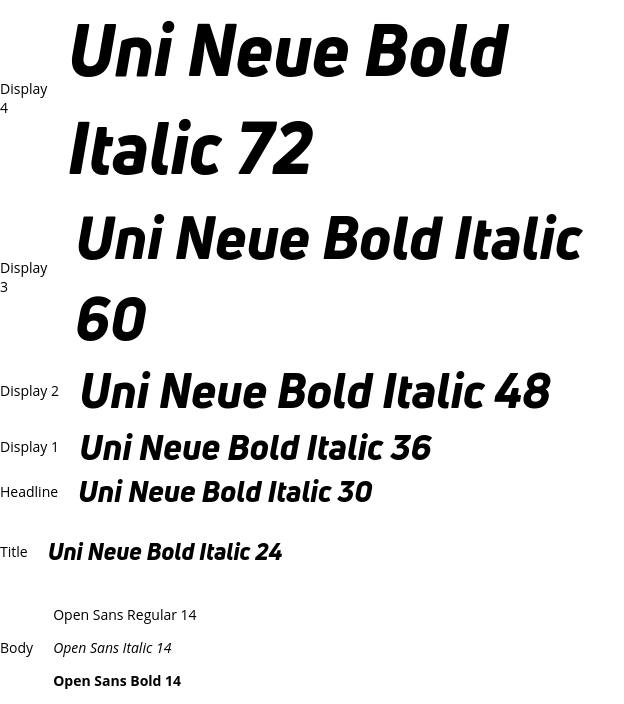 Display
4
Uni Neue Bold
Italic 72
Display
3
Uni Neue Bold Italic
60
Display 2 Uni Neue Bold Italic 48
Display 1 Uni Neue Bold Italic 36
Headline Uni Neue Bold Italic 30
Title Uni Neue Bold Italic 24
Open Sans Regular 14
Body Open Sans Italic 14
Open Sans Bold 14